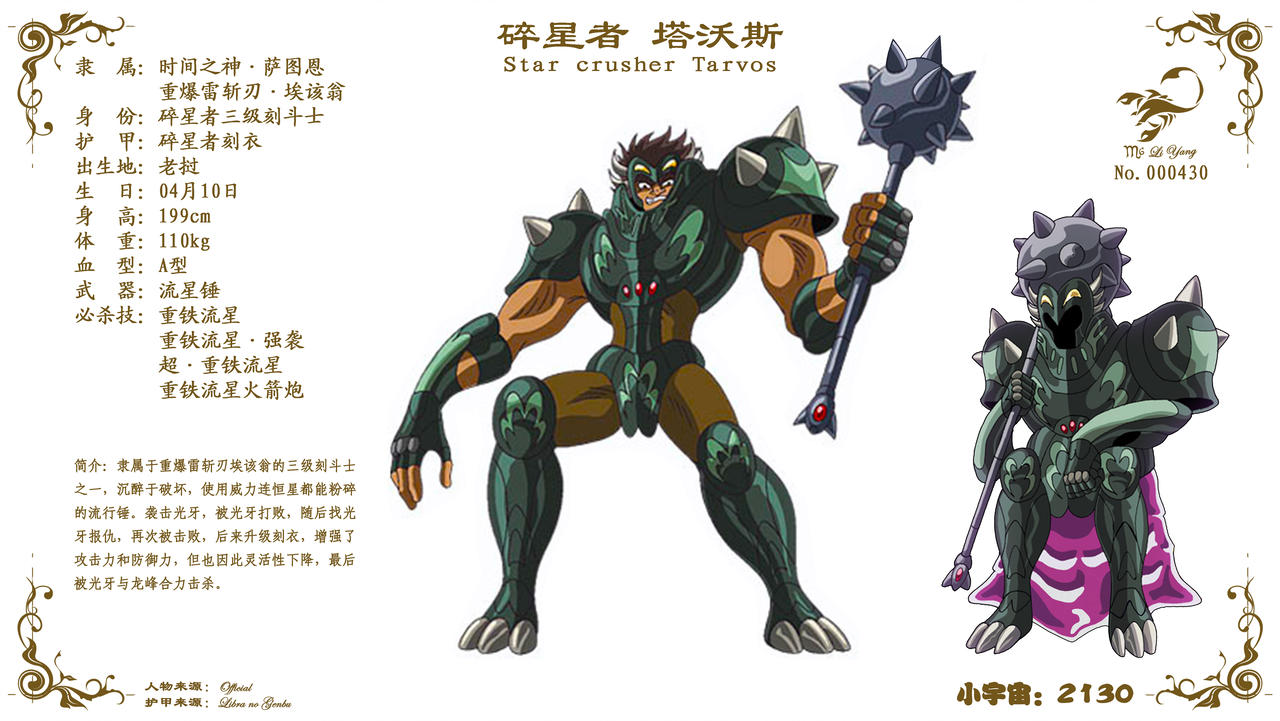 碎星者 塔沃斯
Star crusher Tarvos
隶 属：时间之神·萨图恩
重爆雷斩刃·埃该翁
身 份：碎星者三级刻斗士
护 甲：碎星者刻衣
出生地：老挝
生 日：04月10日
身 高：199cm
体 重：110kg
血 型：A型
武 器：流星锤
必杀技：重铁流星
重铁流星·强袭
超·重铁流星
重铁流星火箭炮
简介：隶属于重爆雷斩刃埃该翁的三级刻斗士
之一，沉醉于破坏，使用威力连恒星都能粉碎
的流行锤。袭击光牙，被光牙打败，随后找光
牙报仇，再次被击败，后来升级刻衣，增强了
攻击力和防御力，但也因此灵活性下降，最后
被光牙与龙峰合力击杀。
Mc Li Yang
No.000430
人物来源：Official
护甲来源：Libra no Genbu
小宇宙：2130